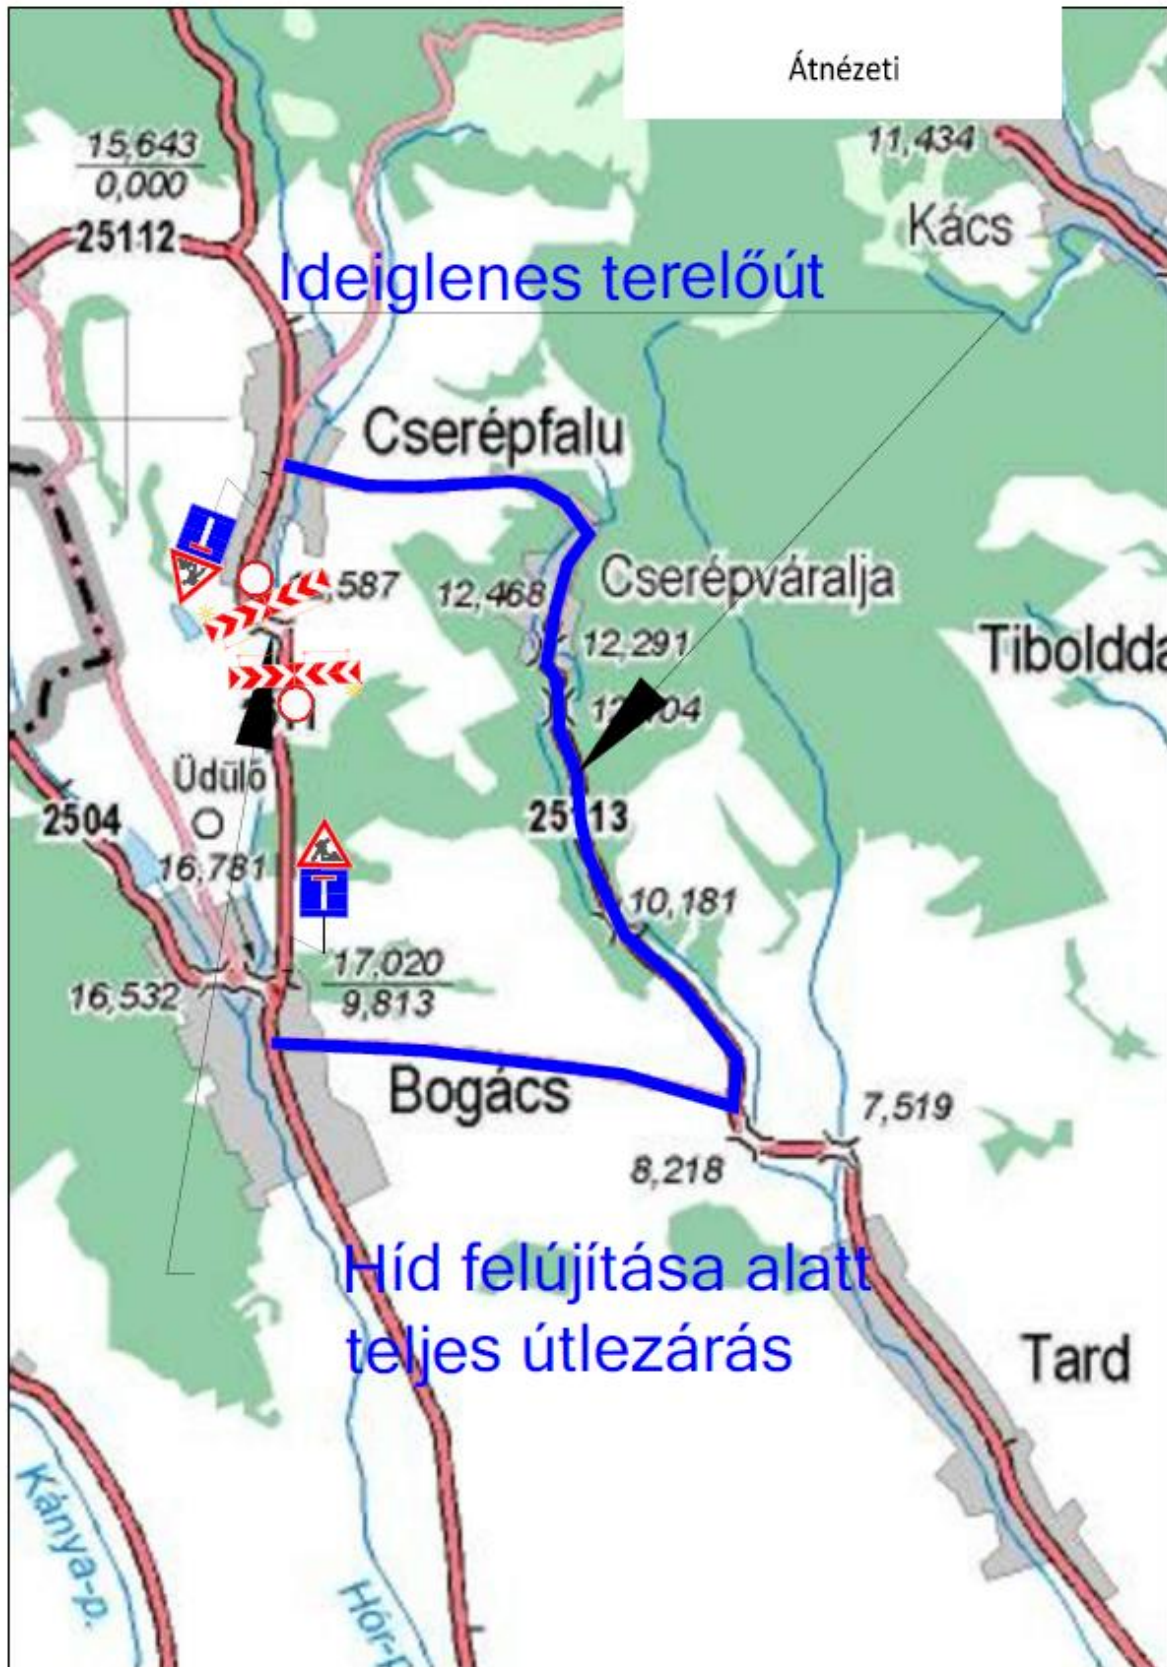 Átnézeti
15,643
0,000
11,434
25112
Kács
Ideiglenes terelőút
Cserépfalu
,587
12,468
Cserépváralja
12,291
Tiboldda
Üdülő
2504
25113
16,781
10,181
17,020
9,813
16,532
Bogács
7,519
8,218
Híd felújítása alatt
teljes útlezárás
Tard
Kánya-p.
Hór-p